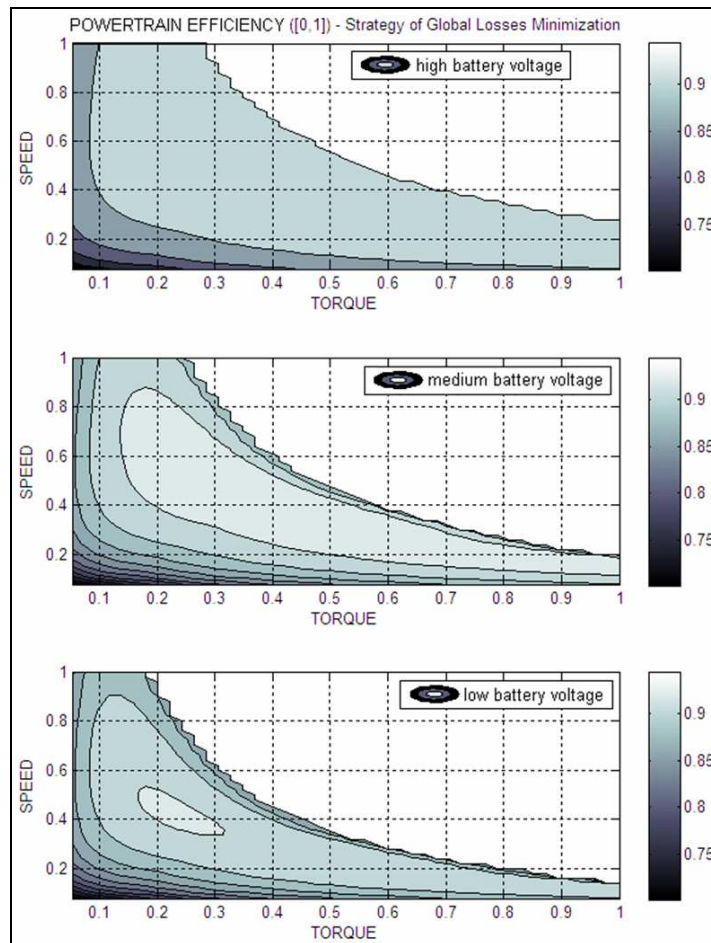 POWERTRAIN EFFICIENCY ([0,1]) - Strategy of Global Losses Minimization
high battery voltage
SPEED
1
0.8
0.6
0.4
0.2
0.1 0.2 0.3 0.4 0.5 0.6 0.7 0.8 0.9 1
TORQUE
0.9
0.85
0.8
0.75
medium battery voltage
SPEED
1
0.8
0.6
0.4
0.2
0.1 0.2 0.3 0.4 0.5 0.6 0.7 0.8 0.9 1
TORQUE
0.9
0.85
0.8
0.75
low battery voltage
SPEED
1
0.8
0.6
0.4
0.2
0.1 0.2 0.3 0.4 0.5 0.6 0.7 0.8 0.9 1
TORQUE
0.9
0.85
0.8
0.75